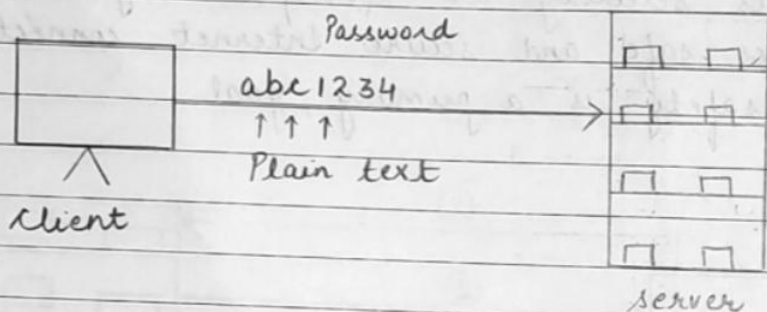 Password
abc1234
↑ ↑ ↑
Plain text
Client
server